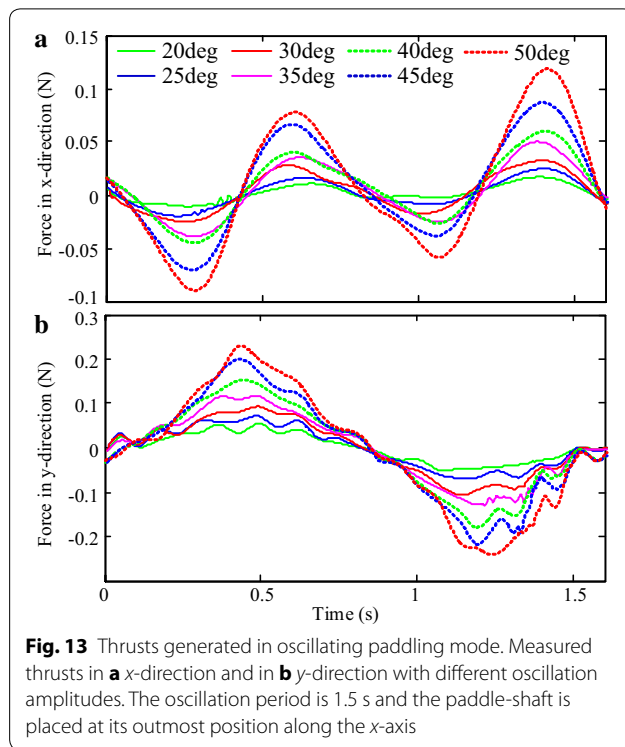 a
0.15
0.1
0.05
0
-0.05
-0.1
Force in x-direction (N)
20deg 30deg 40deg 50deg
25deg 35deg 45deg
b
0.3
0.2
0.1
0
-0.1
-0.2
Force in y-direction (N)
0 0.5 1 1.5
Time (s)
Fig. 13 Thrusts generated in oscillating paddling mode. Measured
thrusts in a x-direction and in b y-direction with different oscillation
amplitudes. The oscillation period is 1.5 s and the paddle-shaft is
placed at its outmost position along the x-axis